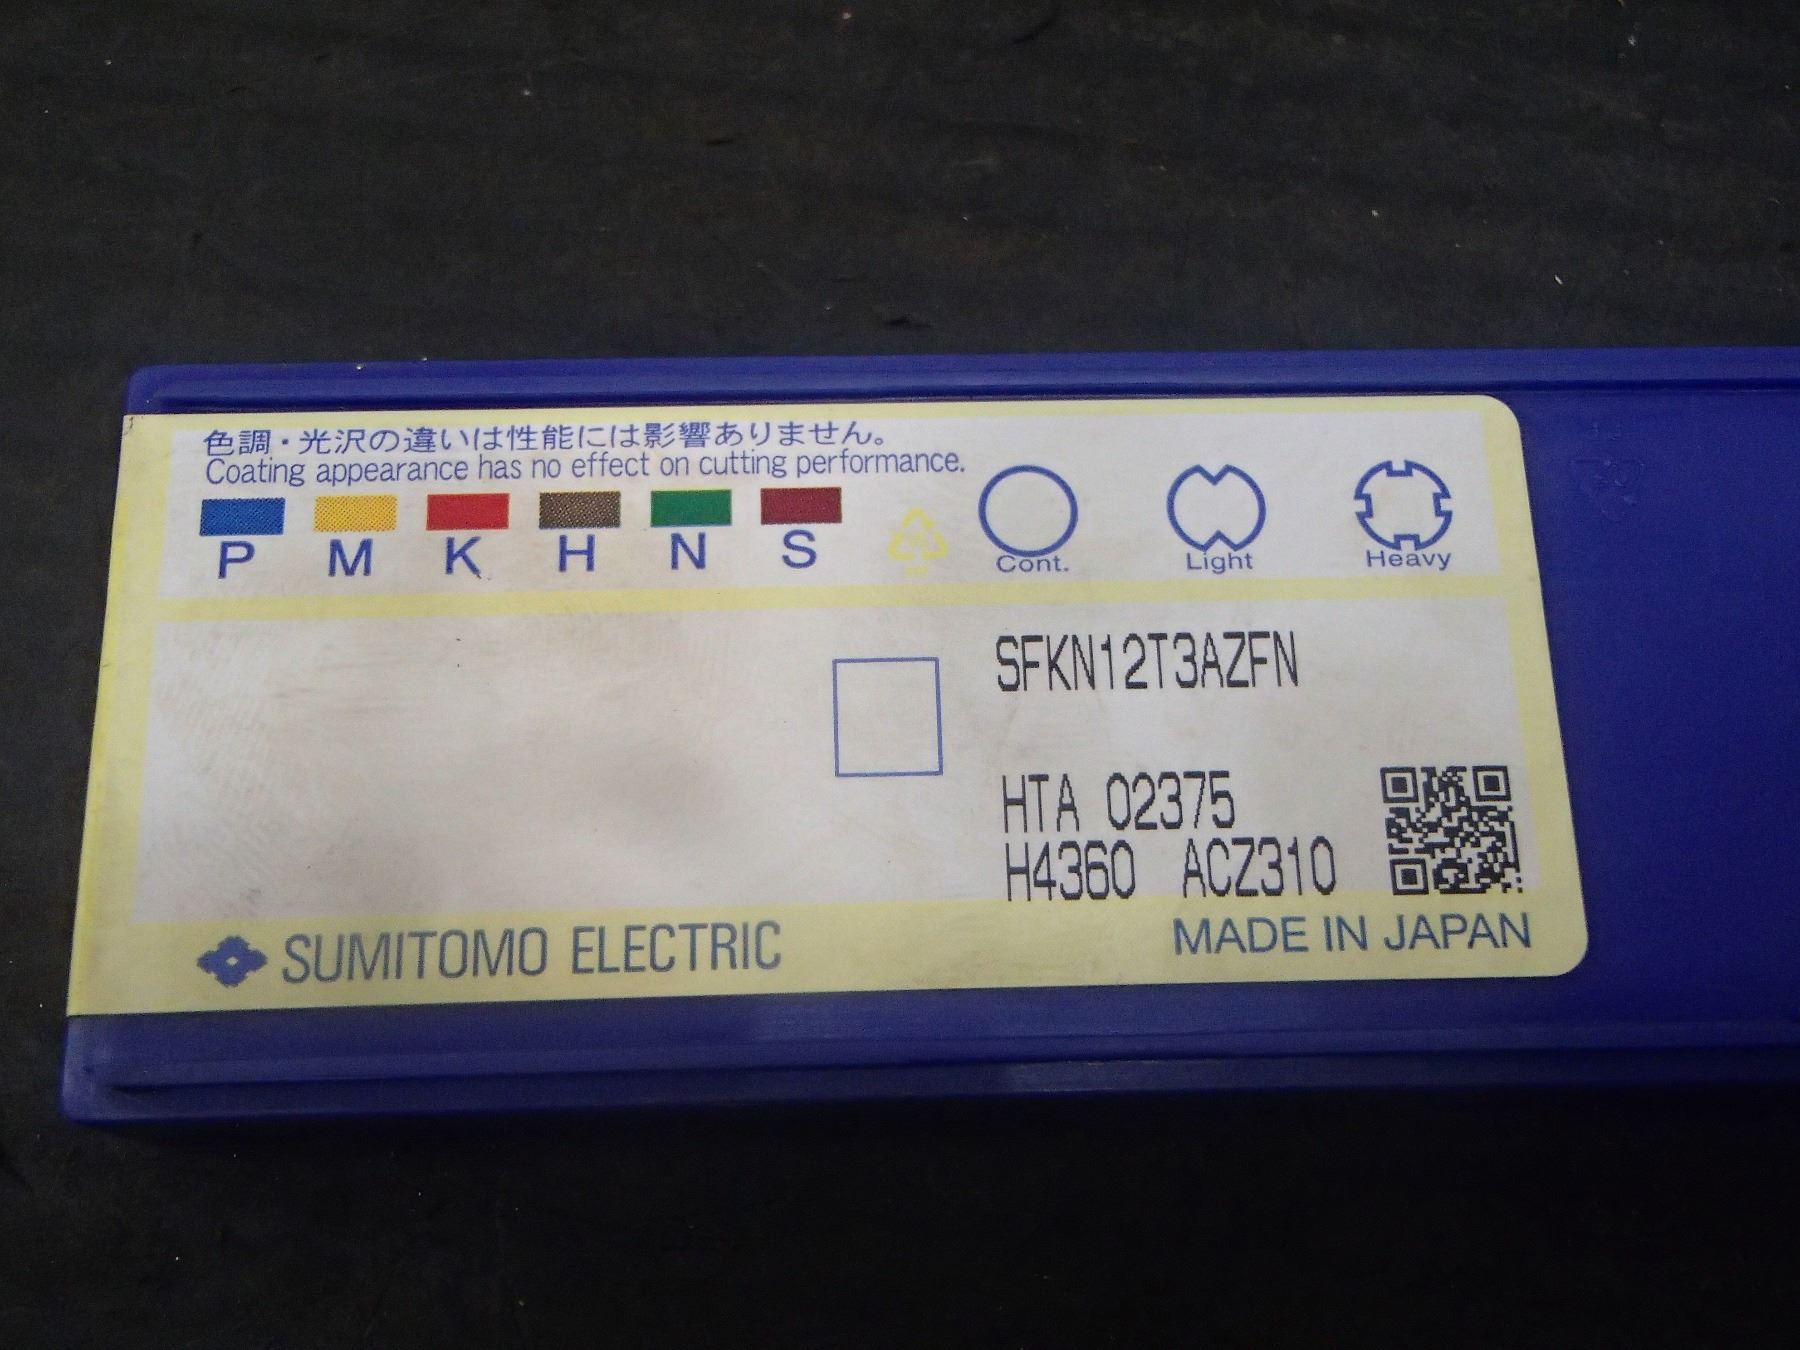 色調・光沢の違いは性能には影響ありません。
Coating appearance has no effect on cutting performance.
P M K H N S
Cont. Light Heavy
SFKN12T3AZFN
HTA 02375
H4360 ACZ310
SUMITOMO ELECTRIC MADE IN JAPAN